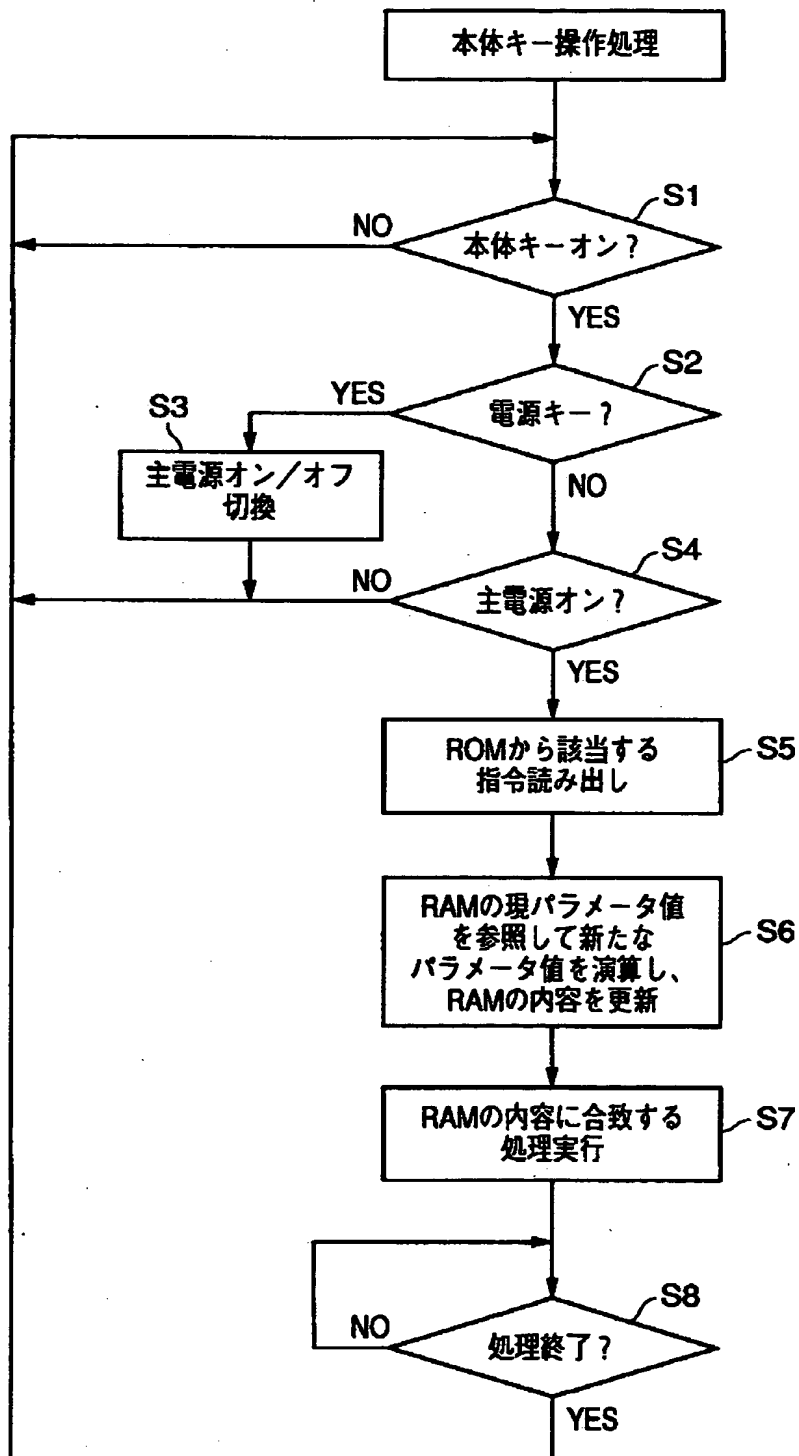 本体キー操作処理
S1
NO
本体キーオン?
YES
S2
YES
電源キー?
S3
主電源オン/オフ
切換
NO
S4
NO
主電源オン?
YES
ROMから該当する
指令読み出し
S5
RAMの現パラメータ値
を参照して新たな
パラメータ値を演算し、
RAMの内容を更新
S6
RAMの内容に合致する
処理実行
S7
S8
NO
処理終了?
YES